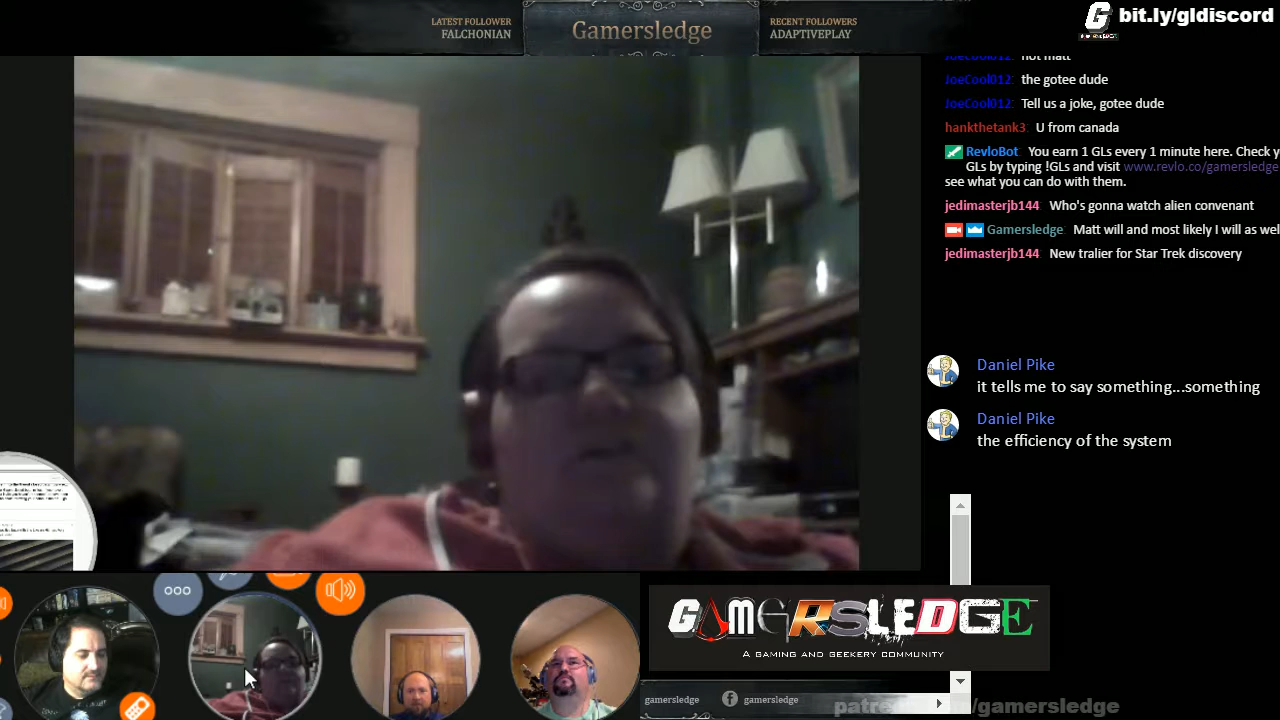 LATEST FOLLOWER
FALCHONIAN
Gamersledge
RECENT FOLLOWERS
ADAPTIVEPLAY
bit.ly/gldiscord
JoeCool012: not matt
JoeCool012: the gotee dude
JoeCool012: Tell us a joke, gotee dude
hankthetank3: U from canada
RevloBot You earn 1 GLs every 1 minute here. Check y
GLs by typing !GLs and visit www.revlo.co/gamersledge
see what you can do with them.
jedimasterjb144 Who's gonna watch alien convenant
Gamersledge: Matt will and most likely I will as wel
jedimasterjb144 New tralier for Star Trek discovery
Daniel Pike
it tells me to say something...something
Daniel Pike
the efficiency of the system
GAMERSLEDGE
A GAMING AND GEEKERY COMMUNITY
gamersledge
gamersledge
/gamersledge